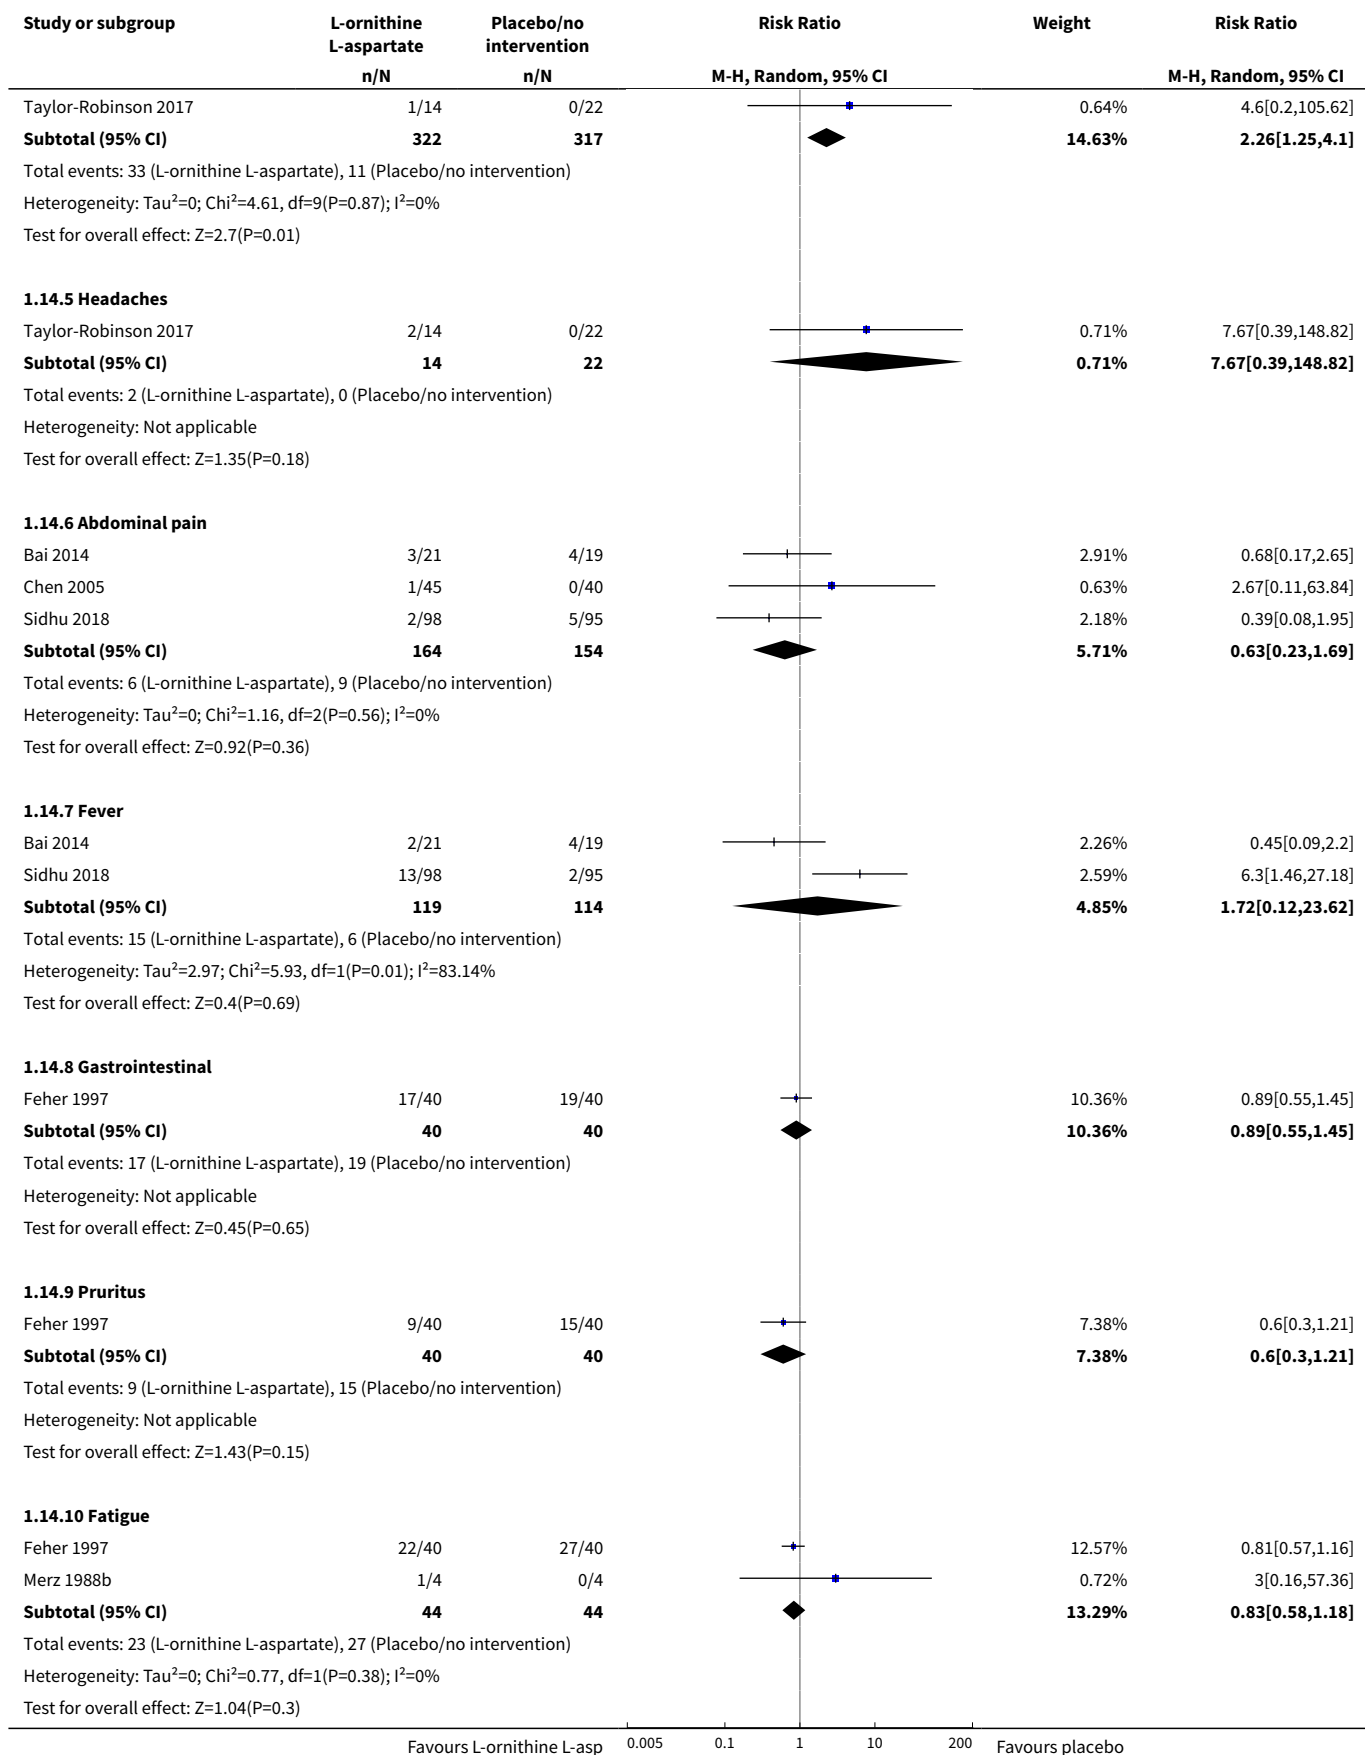 Study or subgroup L-ornithine L-aspartate Placebo/no intervention Risk Ratio Weight Risk Ratio
n/N n/N M-H, Random, 95% CI M-H, Random, 95% CI
Taylor-Robinson 2017 1/14 0/22 0.64% 4.6[0.2,105.62]
Subtotal (95% CI) 322 317 14.63% 2.26[1.25,4.1]
Total events: 33 (L-ornithine L-aspartate), 11 (Placebo/no intervention)
Heterogeneity: Tau²=0; Chi²=4.61, df=9(P=0.87); I²=0%
Test for overall effect: Z=2.7(P=0.01)
1.14.5 Headaches
Taylor-Robinson 2017 2/14 0/22 0.71% 7.67[0.39,148.82]
Subtotal (95% CI) 14 22 0.71% 7.67[0.39,148.82]
Total events: 2 (L-ornithine L-aspartate), 0 (Placebo/no intervention)
Heterogeneity: Not applicable
Test for overall effect: Z=1.35(P=0.18)
1.14.6 Abdominal pain
Bai 2014 3/21 4/19 2.91% 0.68[0.17,2.65]
Chen 2005 1/45 0/40 0.63% 2.67[0.11,63.84]
Sidhu 2018 2/98 5/95 2.18% 0.39[0.08,1.95]
Subtotal (95% CI) 164 154 5.71% 0.63[0.23,1.69]
Total events: 6 (L-ornithine L-aspartate), 9 (Placebo/no intervention)
Heterogeneity: Tau²=0; Chi²=1.16, df=2(P=0.56); I²=0%
Test for overall effect: Z=0.92(P=0.36)
1.14.7 Fever
Bai 2014 2/21 4/19 2.26% 0.45[0.09,2.2]
Sidhu 2018 13/98 2/95 2.59% 6.3[1.46,27.18]
Subtotal (95% CI) 119 114 4.85% 1.72[0.12,23.62]
Total events: 15 (L-ornithine L-aspartate), 6 (Placebo/no intervention)
Heterogeneity: Tau²=2.97; Chi²=5.93, df=1(P=0.01); I²=83.14%
Test for overall effect: Z=0.4(P=0.69)
1.14.8 Gastrointestinal
Feher 1997 17/40 19/40 10.36% 0.89[0.55,1.45]
Subtotal (95% CI) 40 40 10.36% 0.89[0.55,1.45]
Total events: 17 (L-ornithine L-aspartate), 19 (Placebo/no intervention)
Heterogeneity: Not applicable
Test for overall effect: Z=0.45(P=0.65)
1.14.9 Pruritus
Feher 1997 9/40 15/40 7.38% 0.6[0.3,1.21]
Subtotal (95% CI) 40 40 7.38% 0.6[0.3,1.21]
Total events: 9 (L-ornithine L-aspartate), 15 (Placebo/no intervention)
Heterogeneity: Not applicable
Test for overall effect: Z=1.43(P=0.15)
1.14.10 Fatigue
Feher 1997 22/40 27/40 12.57% 0.81[0.57,1.16]
Merz 1988b 1/4 0/4 0.72% 3[0.16,57.36]
Subtotal (95% CI) 44 44 13.29% 0.83[0.58,1.18]
Total events: 23 (L-ornithine L-aspartate), 27 (Placebo/no intervention)
Heterogeneity: Tau²=0; Chi²=0.77, df=1(P=0.38); I²=0%
Test for overall effect: Z=1.04(P=0.3)
Favours L-ornithine L-asp 0.005 0.1 1 10 200 Favours placebo